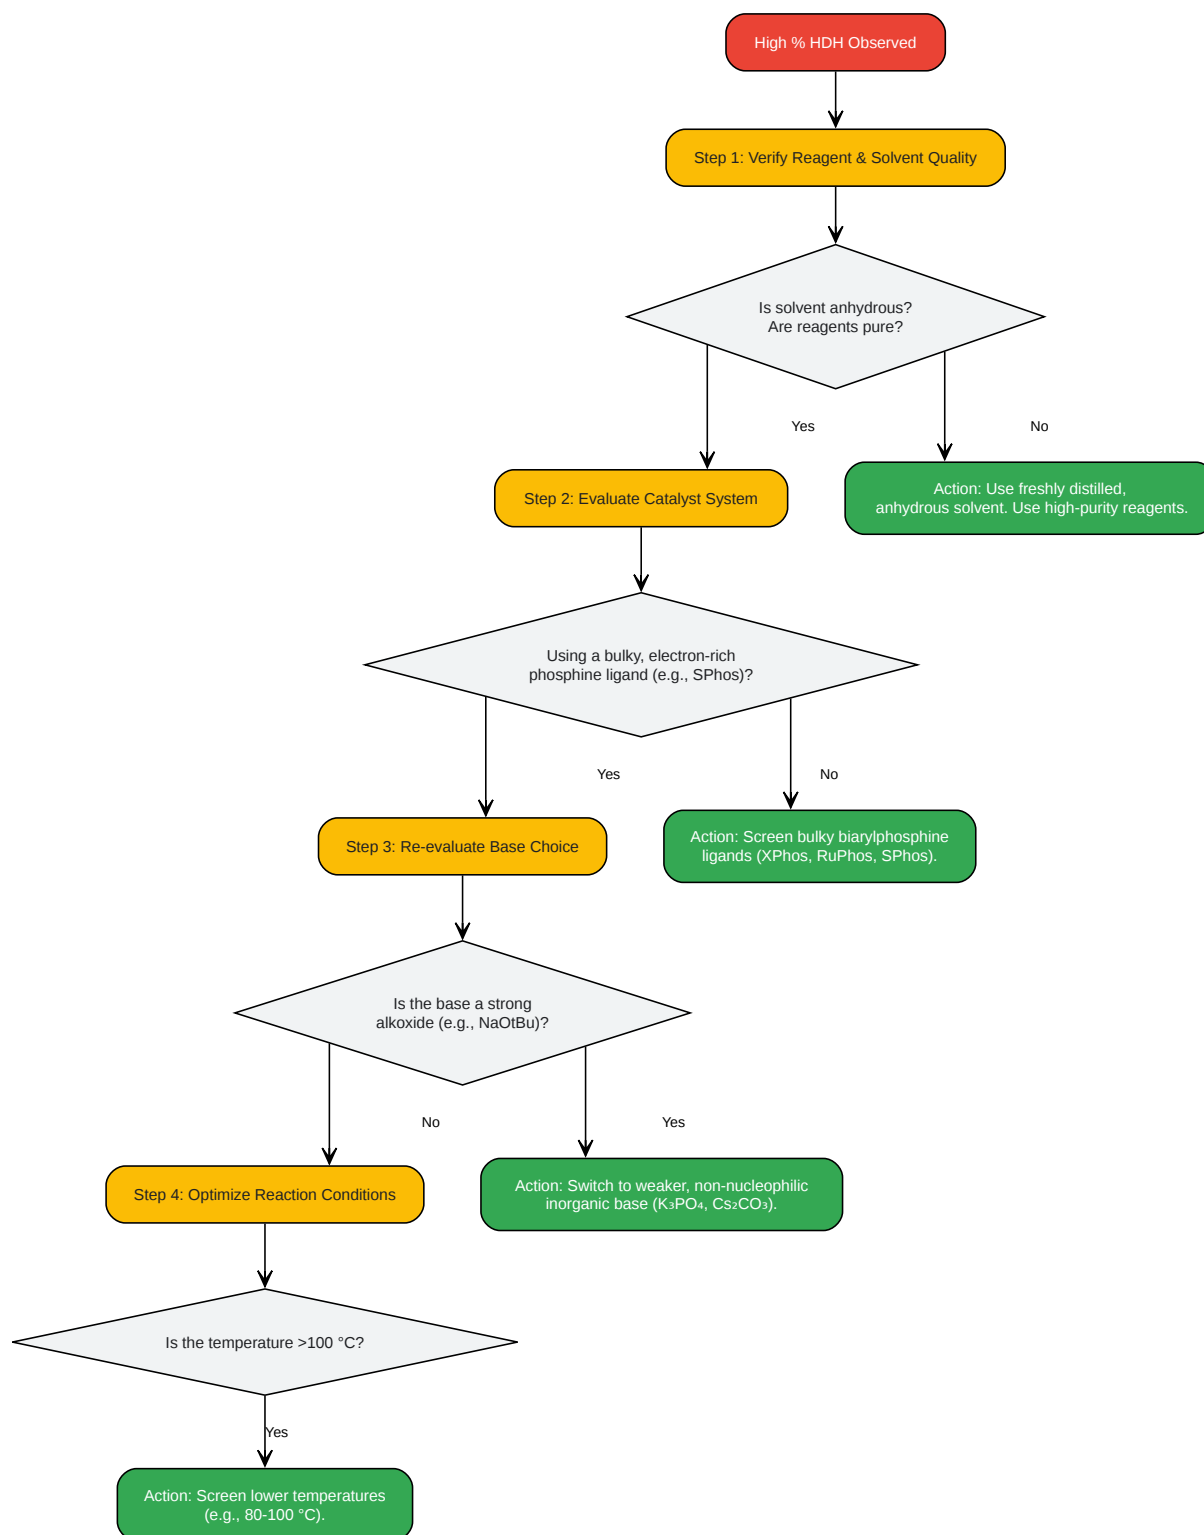 High % HDH Observed
Step 1: Verify Reagent & Solvent Quality
Is solvent anhydrous?
Are reagents pure?
Yes
No
Step 2: Evaluate Catalyst System
Action: Use freshly distilled,
anhydrous solvent. Use high-purity reagents.
Using a bulky, electron-rich
phosphine ligand (e.g., SPhos)?
Yes
No
Step 3: Re-evaluate Base Choice
Action: Screen bulky biarylphosphine
ligands (XPhos, RuPhos, SPhos).
Is the base a strong
alkoxide (e.g., NaOtBu)?
No
Yes
Step 4: Optimize Reaction Conditions
Action: Switch to weaker, non-nucleophilic
inorganic base (K₃PO₄, Cs₂CO₃).
Is the temperature >100 °C?
Yes
Action: Screen lower temperatures
(e.g., 80-100 °C).